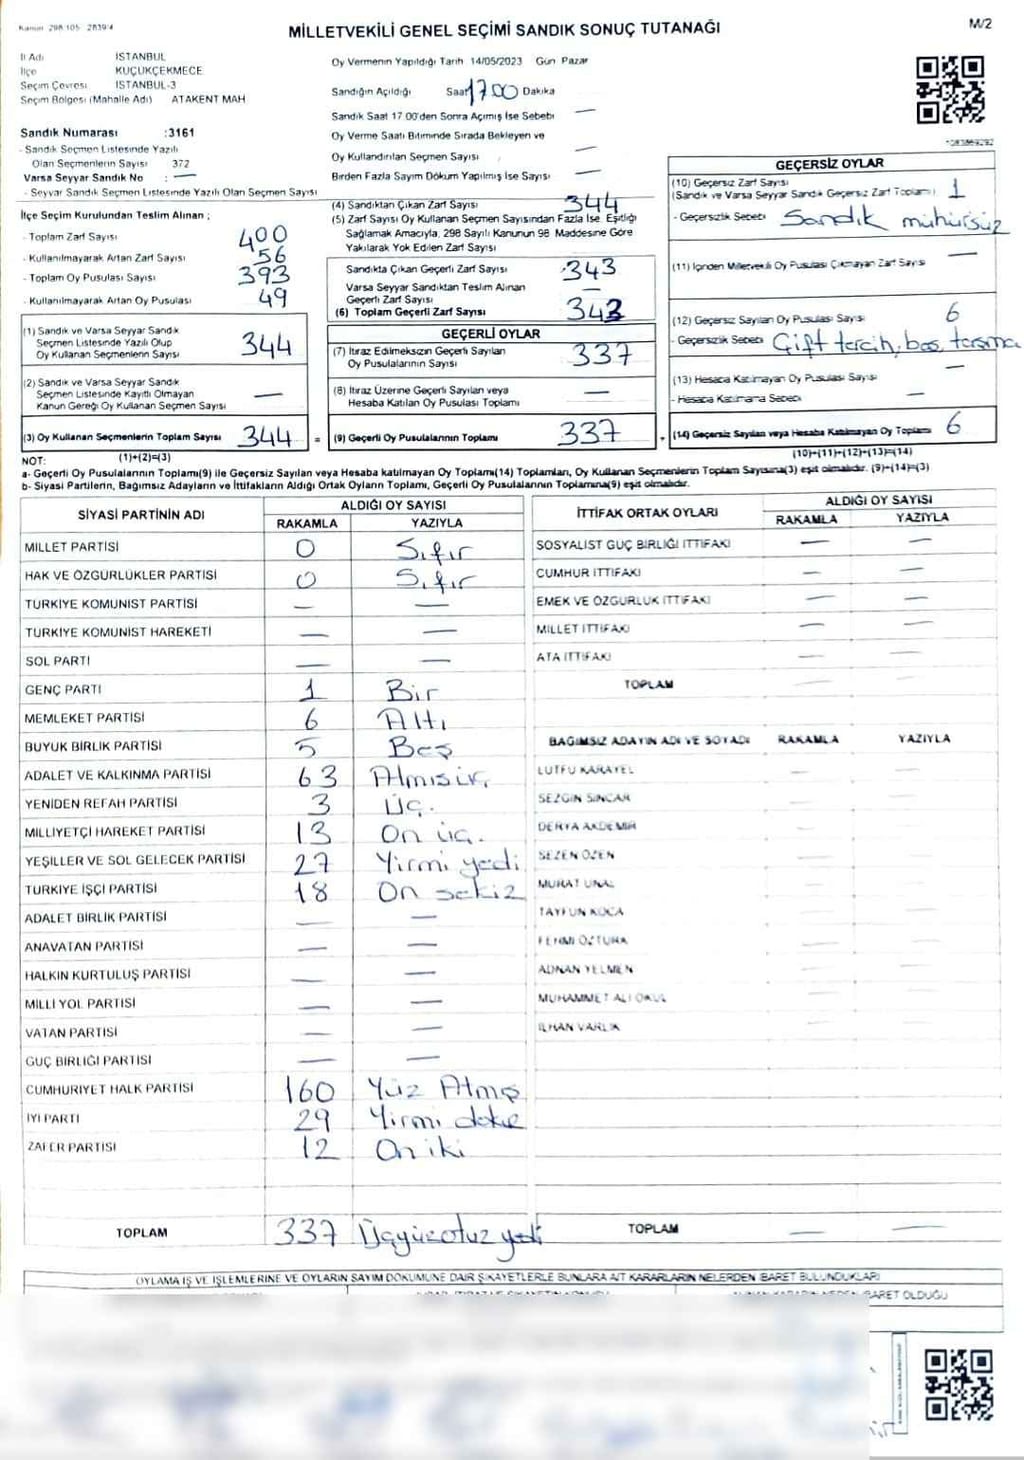 Kanun 298/105 2839/4
MİLLETVEKİLİ GENEL SEÇİMİ SANDIK SONUÇ TUTANAĞI
M/2
İl Adı İSTANBUL
İlçe KÜÇÜKÇEKMECE
Seçim Çevresi İSTANBUL-3
Seçim Bölgesi (Mahalle Adı) ATAKENT MAH
Sandık Numarası :3161
- Sandık Seçmen Listesinde Yazılı
Olan Seçmenlerin Sayısı 372
Varsa Seyyar Sandık No : —
- Seyyar Sandık Seçmen Listesinde Yazılı Olan Seçmen Sayısı
İlçe Seçim Kurulundan Teslim Alınan ;
- Toplam Zarf Sayısı 400
- Kullanılmayarak Artan Zarf Sayısı 56
- Toplam Oy Pusulası Sayısı 393
- Kullanılmayarak Artan Oy Pusulası 49
(1) Sandık ve Varsa Seyyar Sandık
Seçmen Listesinde Yazılı Olup
Oy Kullanan Seçmenlerin Sayısı 344
(2) Sandık ve Varsa Seyyar Sandık
Seçmen Listesinde Kayıtlı Olmayan
Kanun Gereği Oy Kullanan Seçmen Sayısı —
(3) Oy Kullanan Seçmenlerin Toplam Sayısı 344 =
Oy Vermenin Yapıldığı Tarih 14/05/2023 Gün Pazar
Sandığın Açıldığı Saat 17 00 Dakika
Sandık Saat 17.00'den Sonra Açımış İse Sebebi —
Oy Verme Saati Bitiminde Sırada Bekleyen ve
Oy Kullandırılan Seçmen Sayısı —
Birden Fazla Sayım Döküm Yapılmış İse Sayısı —
(4) Sandıktan Çıkan Zarf Sayısı 344
(5) Zarf Sayısı Oy Kullanan Seçmen Sayısından Fazla İse, Eşitliği
Sağlamak Amacıyla, 298 Sayılı Kanunun 98 Maddesine Göre
Yakılarak Yok Edilen Zarf Sayısı
Sandıkta Çıkan Geçerli Zarf Sayısı 343
Varsa Seyyar Sandıktan Teslim Alınan
Geçerli Zarf Sayısı —
(6) Toplam Geçerli Zarf Sayısı 343
GEÇERLİ OYLAR
(7) İtiraz Edilmeksizin Geçerli Sayılan
Oy Pusulası Sayısı 337
(8) İtiraz Üzerine Geçerli Sayılan veya
Hesaba Katılan Oy Pusulası Toplamı —
(9) Geçerli Oy Pusulalarının Toplamı 337 +
GEÇERSİZ OYLAR
(10) Geçersiz Zarf Sayısı
(Sandık ve Varsa Seyyar Sandık Geçersiz Zarf Toplamı) 1
- Geçersizlik Sebebi Sandık mühürsüz
(11) İçinden Milletvekili Oy Pusulası Çıkmayan Zarf Sayısı —
(12) Geçersiz Sayılan Oy Pusulası Sayısı 6
- Geçersizlik Sebebi Çift tercih, boş, taşma
(13) Hesaba Katılmayan Oy Pusulası Sayısı —
- Hesaba Katılmama Sebebi —
(14) Geçersiz Sayılan veya Hesaba Katılmayan Oy Toplamı 6
NOT: (1)+(2)=(3) (10)+(11)+(12)+(13)=(14)
a- Geçerli Oy Pusulalarının Toplamı(9) ile Geçersiz Sayılan veya Hesaba katılmayan Oy Toplamı(14) Toplamları, Oy Kullanan Seçmenlerin Toplam Sayısına(3) eşit olmalıdır. (9)+(14)=(3)
b- Siyasi Partilerin, Bağımsız Adayların ve İttifakların Aldığı Ortak Oyların Toplamı, Geçerli Oy Pusulalarının Toplamına(9) eşit olmalıdır.
SİYASİ PARTİNİN ADI ALDIĞI OY SAYISI
RAKAMLA YAZIYLA
MİLLET PARTİSİ 0 Sıfır
HAK VE ÖZGÜRLÜKLER PARTİSİ 0 Sıfır
TÜRKİYE KOMÜNİST PARTİSİ — —
TÜRKİYE KOMÜNİST HAREKETİ — —
SOL PARTİ — —
GENÇ PARTİ 1 Bir
MEMLEKET PARTİSİ 6 Altı
BÜYÜK BİRLİK PARTİSİ 5 Beş
ADALET VE KALKINMA PARTİSİ 63 Atmısüç
YENİDEN REFAH PARTİSİ 3 Üç.
MİLLİYETÇİ HAREKET PARTİSİ 13 On üç.
YEŞİLLER VE SOL GELECEK PARTİSİ 27 Yirmi yedi
TÜRKİYE İŞÇİ PARTİSİ 18 On sekiz
ADALET BİRLİK PARTİSİ — —
ANAVATAN PARTİSİ — —
HALKIN KURTULUŞ PARTİSİ — —
MİLLİ YOL PARTİSİ — —
VATAN PARTİSİ — —
GÜÇ BİRLİĞİ PARTİSİ — —
CUMHURİYET HALK PARTİSİ 160 Yüz Atmış
İYİ PARTİ 29 Yirmi dokuz
ZAFER PARTİSİ 12 On iki
TOPLAM 337 Üçyüzotuz yedi
İTTİFAK ORTAK OYLARI ALDIĞI OY SAYISI
RAKAMLA YAZIYLA
SOSYALİST GÜÇ BİRLİĞİ İTTİFAKI — —
CUMHUR İTTİFAKI — —
EMEK VE ÖZGÜRLÜK İTTİFAKI — —
MİLLET İTTİFAKI — —
ATA İTTİFAKI — —
TOPLAM — —
BAĞIMSIZ ADAYIN ADI VE SOYADI RAKAMLA YAZIYLA
LÜTFÜ KARAYEL — —
SEZGİN SİNCAR — —
DERYA AKDEMİR — —
SEZEN ÖZEN — —
MURAT ÜNAL — —
TAYFUN KOCA — —
FEHMİ ÖZTÜRK — —
ADNAN YELMEN — —
MUHAMMET ALİ OKUL — —
İLHAN VARLIK — —
TOPLAM — —
OYLAMA İŞ VE İŞLEMLERİNE VE OYLARIN SAYIM DÖKÜMÜNE DAİR ŞİKAYETLERLE BUNLARA AİT KARARLARIN NELERDEN İBARET BULUNDUKLARI
İBARET OLDUĞU